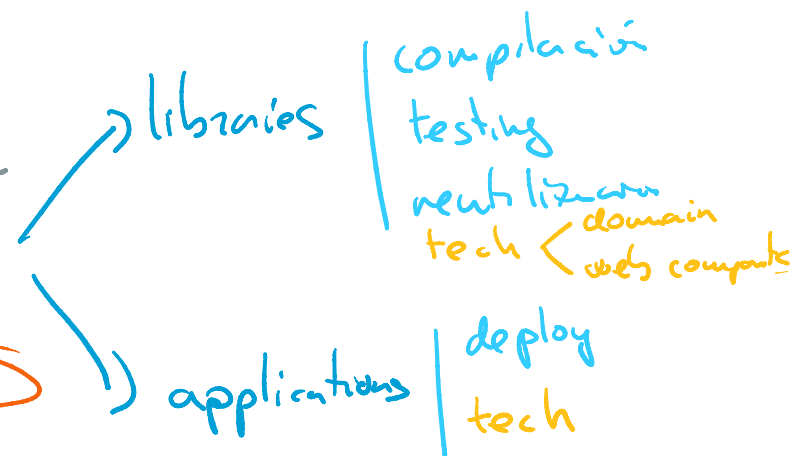 libraries
compilación
testing
reutilización
tech
domain
web components
applications
deploy
tech